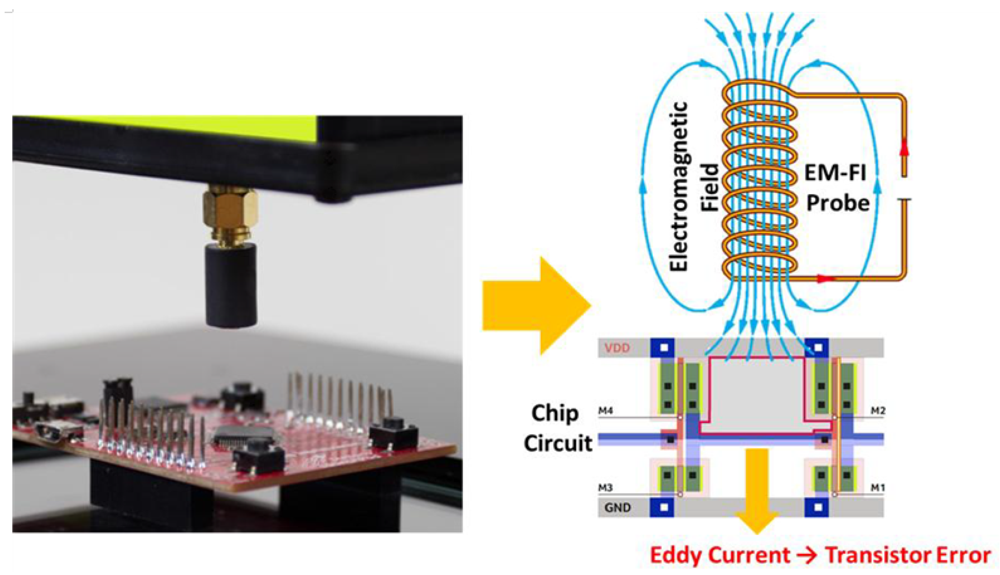 Electromagnetic
Field
EM-FI
Probe
VDD
Chip
Circuit
M4
M2
M3
M1
GND
Eddy Current → Transistor Error